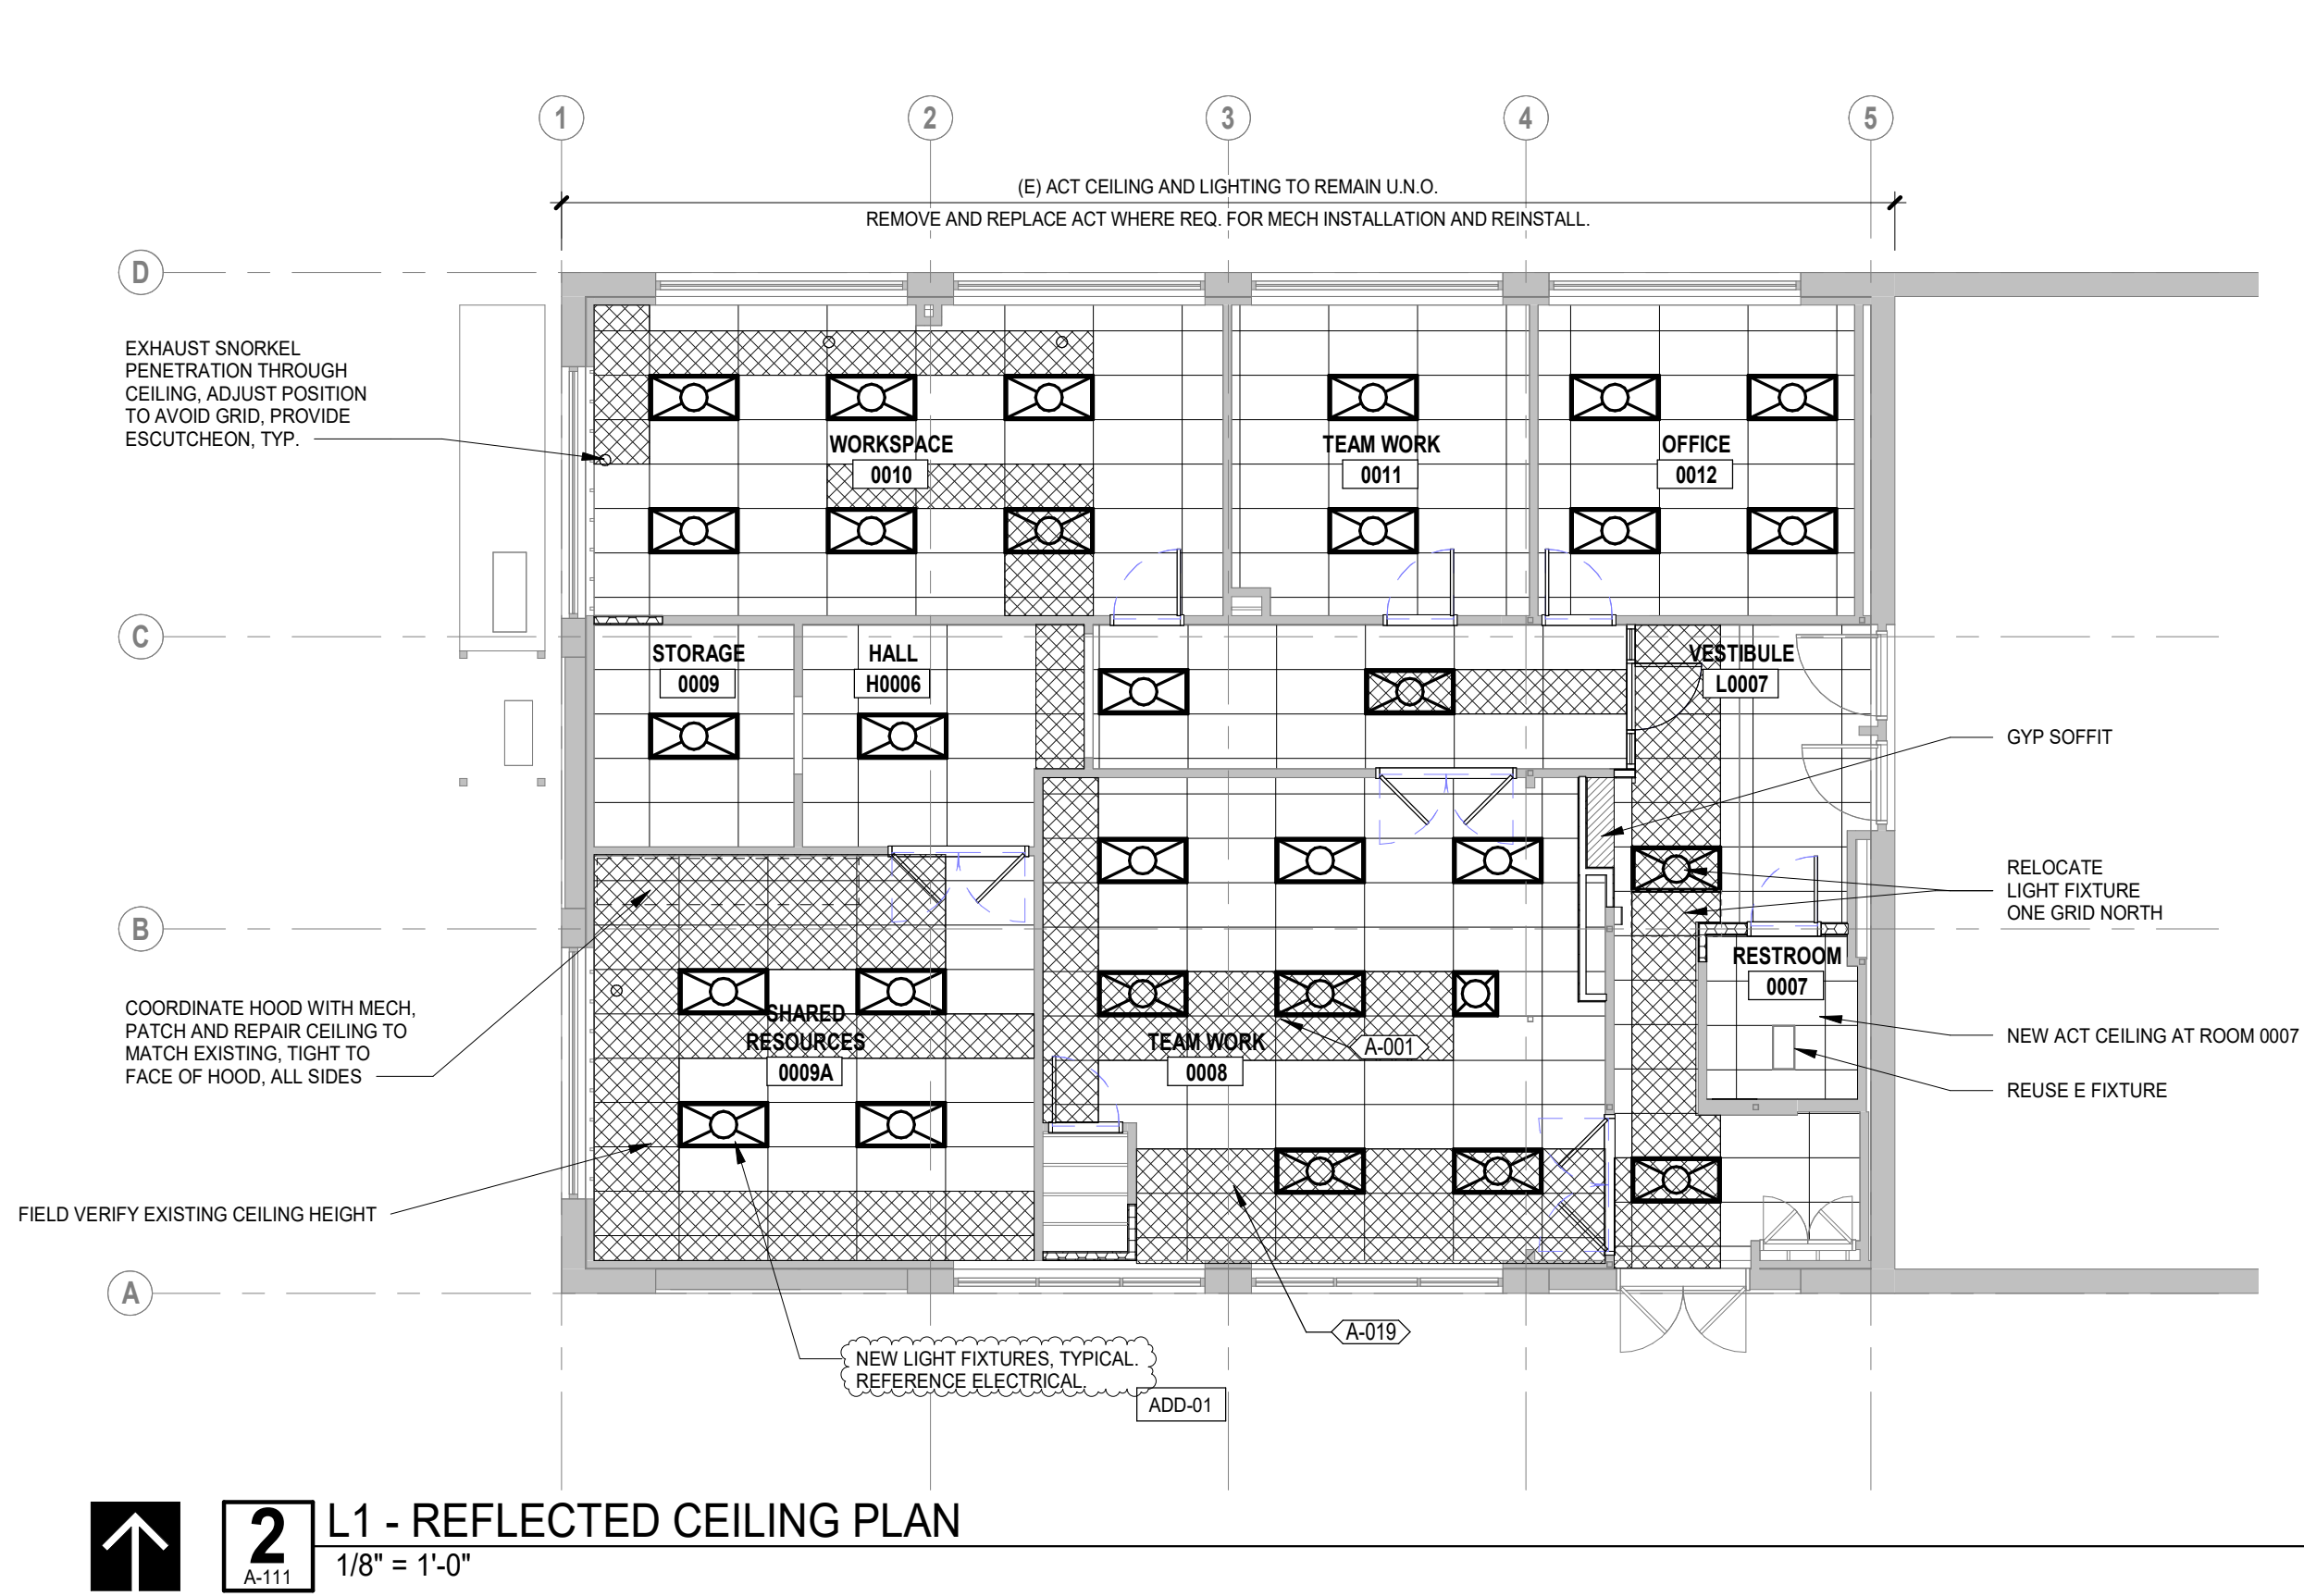 1
2
3
4
5
(E) ACT CEILING AND LIGHTING TO REMAIN U.N.O.
REMOVE AND REPLACE ACT WHERE REQ. FOR MECH INSTALLATION AND REINSTALL.
D
EXHAUST SNORKEL
PENETRATION THROUGH
CEILING, ADJUST POSITION
TO AVOID GRID, PROVIDE
ESCUTCHEON, TYP.
WORKSPACE
0010
TEAM WORK
0011
OFFICE
0012
C
STORAGE
0009
HALL
H0006
VESTIBULE
L0007
GYP SOFFIT
RELOCATE
LIGHT FIXTURE
ONE GRID NORTH
B
RESTROOM
0007
COORDINATE HOOD WITH MECH,
PATCH AND REPAIR CEILING TO
MATCH EXISTING, TIGHT TO
FACE OF HOOD, ALL SIDES
SHARED
RESOURCES
0009A
TEAM WORK
0008
A-001
NEW ACT CEILING AT ROOM 0007
REUSE E FIXTURE
FIELD VERIFY EXISTING CEILING HEIGHT
A
A-019
NEW LIGHT FIXTURES, TYPICAL.
REFERENCE ELECTRICAL.
ADD-01
2
A-111
L1 - REFLECTED CEILING PLAN
1/8" = 1'-0"